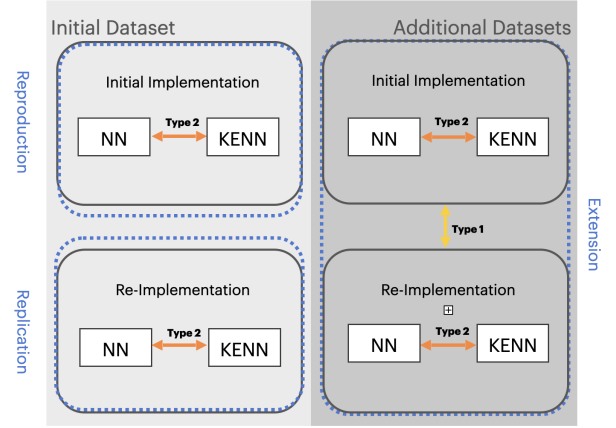 Initial Dataset
Additional Datasets
Reproduction
Initial Implementation
Type 2
NN
KENN
Initial Implementation
Type 2
NN
KENN
Type 1
Extension
Replication
Re-Implementation
Type 2
NN
KENN
Re-Implementation
Type 2
NN
KENN